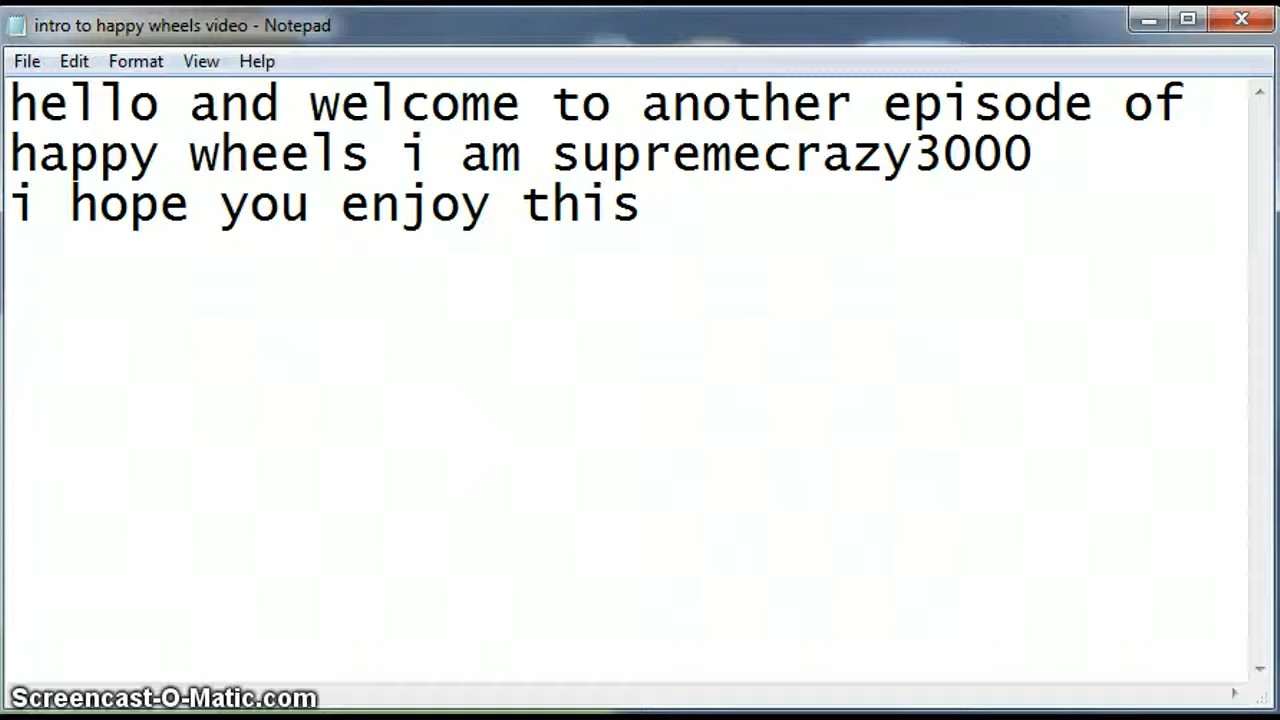 intro to happy wheels video - Notepad
File Edit Format View Help
hello and welcome to another episode of
happy wheels i am supremecrazy3000
i hope you enjoy this
Screencast-O-Matic.com